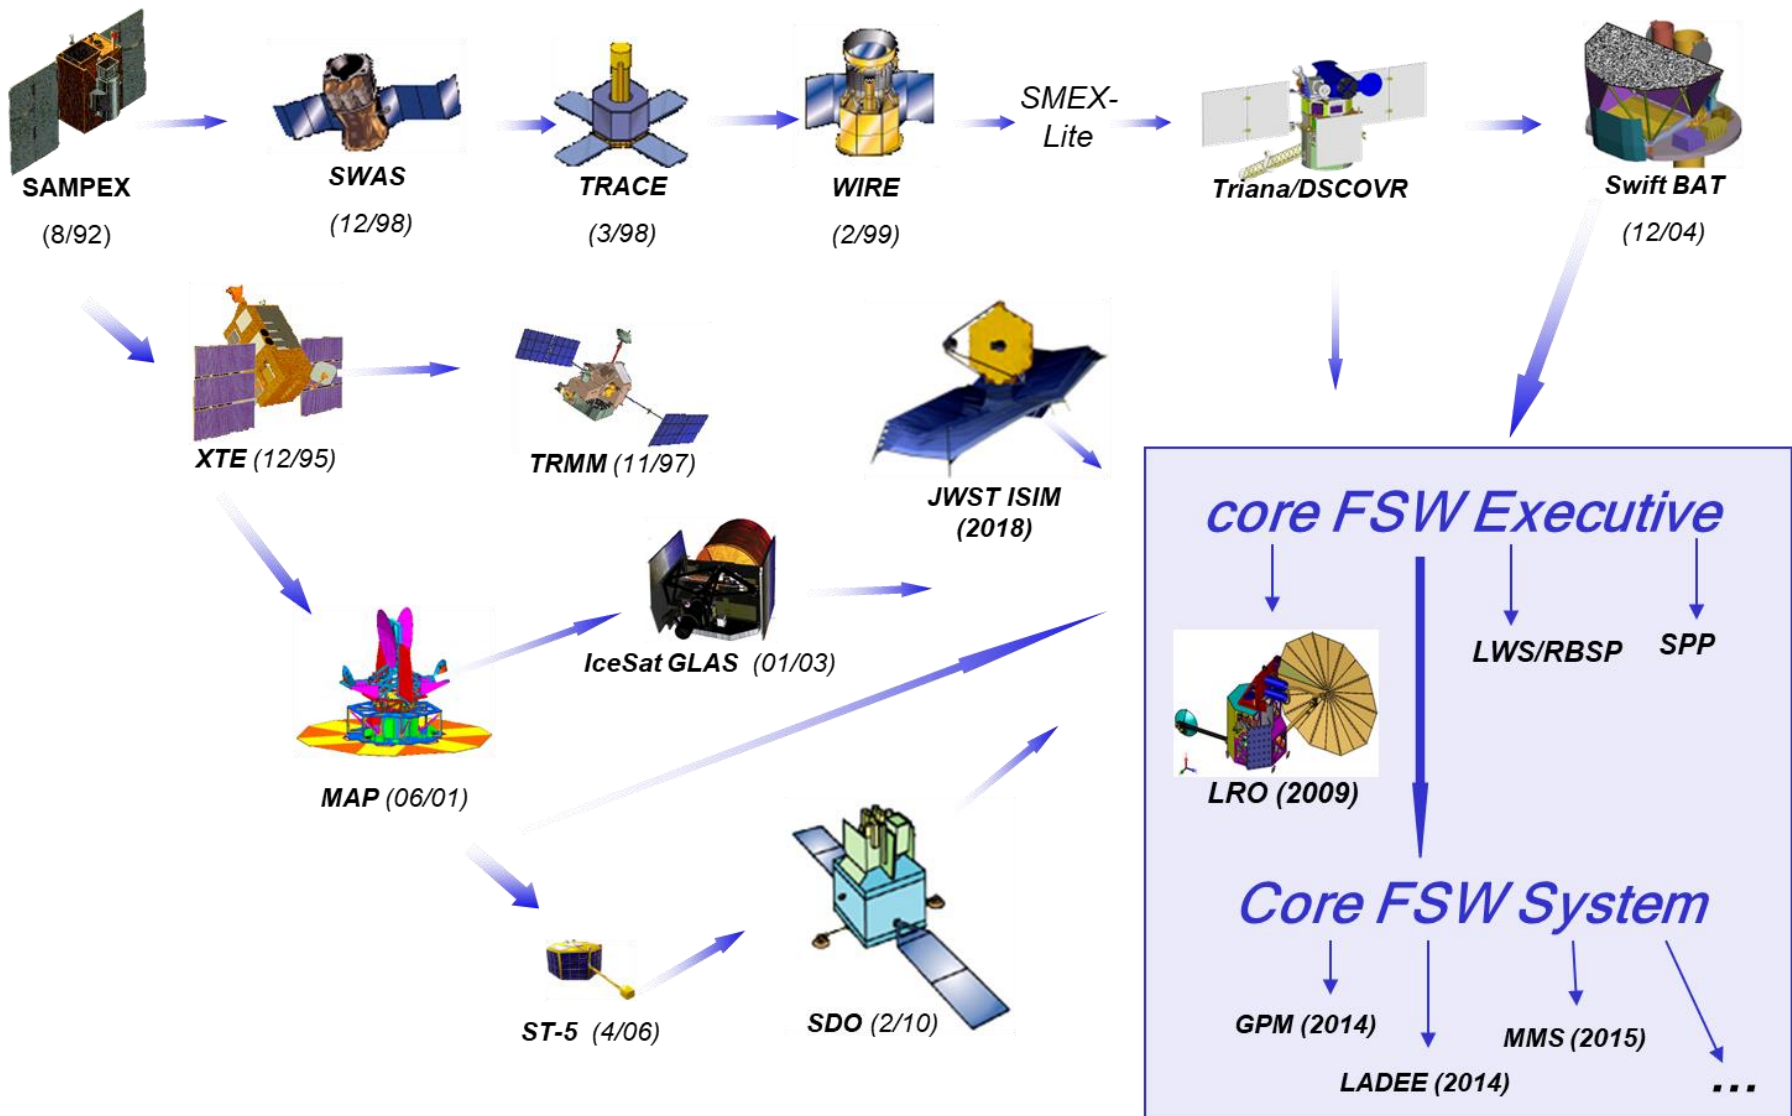 SAMPEX
(8/92)
SWAS
(12/98)
TRACE
(3/98)
WIRE
(2/99)
SMEX-
Lite
Triana/DSCOVR
Swift BAT
(12/04)
XTE (12/95)
TRMM (11/97)
JWST ISIM
(2018)
IceSat GLAS (01/03)
MAP (06/01)
ST-5 (4/06)
SDO (2/10)
core FSW Executive
LWS/RBSP
SPP
LRO (2009)
Core FSW System
GPM (2014)
MMS (2015)
LADEE (2014)
...